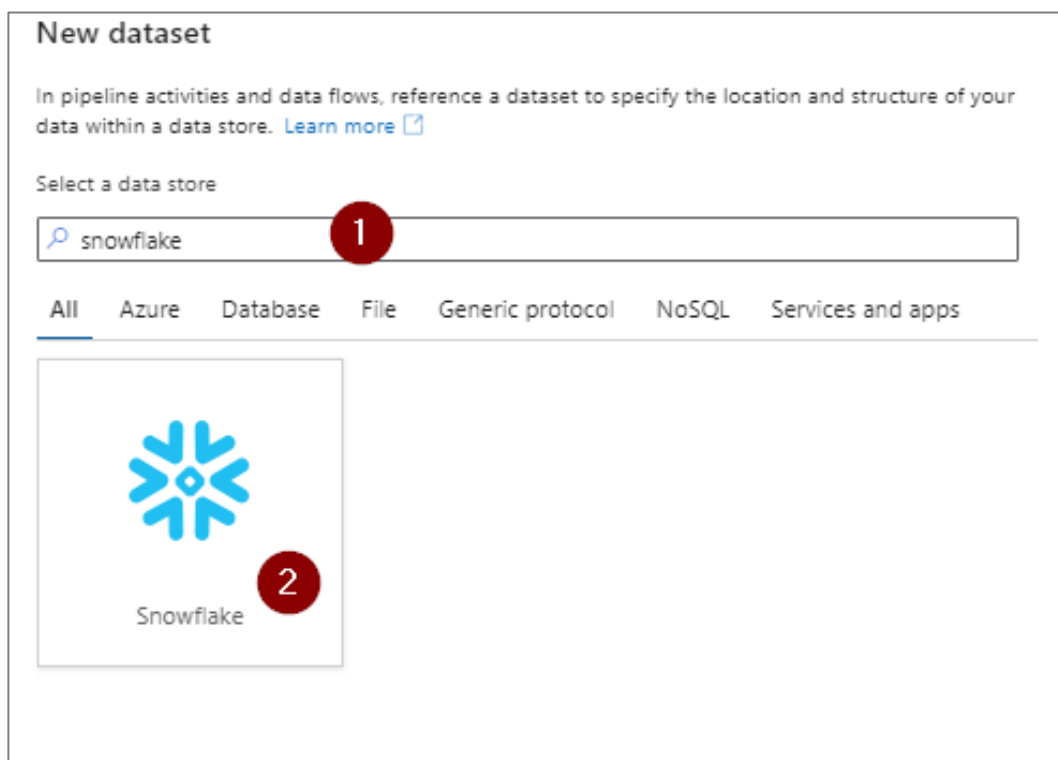 New dataset
In pipeline activities and data flows, reference a dataset to specify the location and structure of your
data within a data store. Learn more
Select a data store
snowflake
1
All Azure Database File Generic protocol NoSQL Services and apps
2
Snowflake